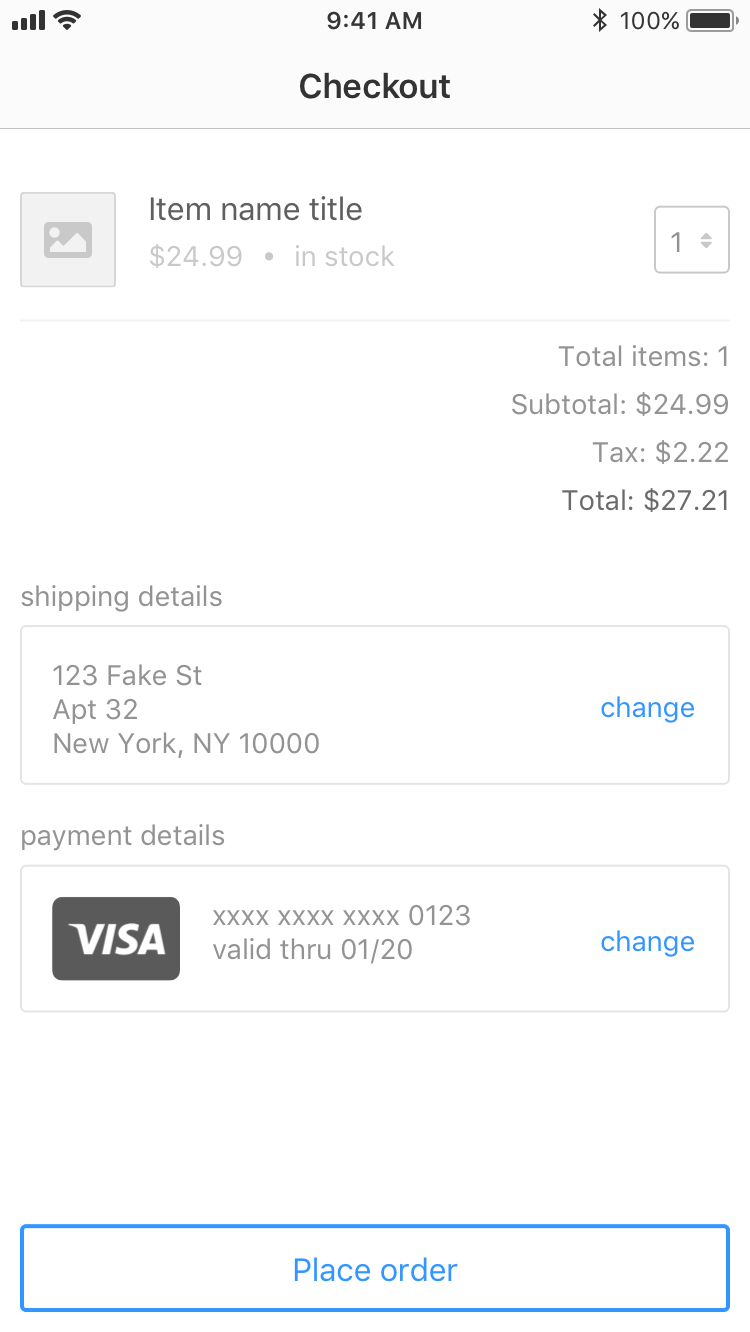 9:41 AM 100%
Checkout
Item name title
$24.99 • in stock
1
Total items: 1
Subtotal: $24.99
Tax: $2.22
Total: $27.21
shipping details
123 Fake St
Apt 32
New York, NY 10000
change
payment details
VISA
xxxx xxxx xxxx 0123
valid thru 01/20
change
Place order